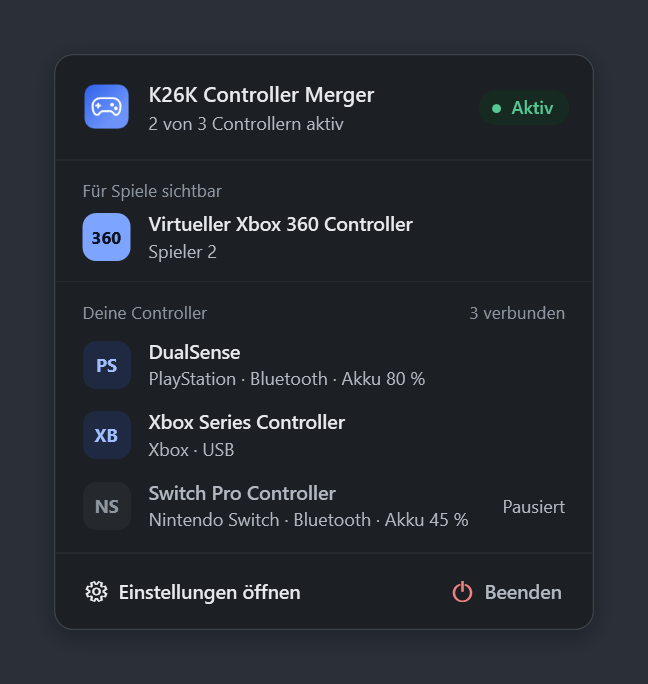 K26K Controller Merger
2 von 3 Controllern aktiv
Aktiv
Für Spiele sichtbar
360
Virtueller Xbox 360 Controller
Spieler 2
Deine Controller
3 verbunden
PS
DualSense
PlayStation · Bluetooth · Akku 80 %
XB
Xbox Series Controller
Xbox · USB
NS
Switch Pro Controller
Nintendo Switch · Bluetooth · Akku 45 %
Pausiert
Einstellungen öffnen
Beenden